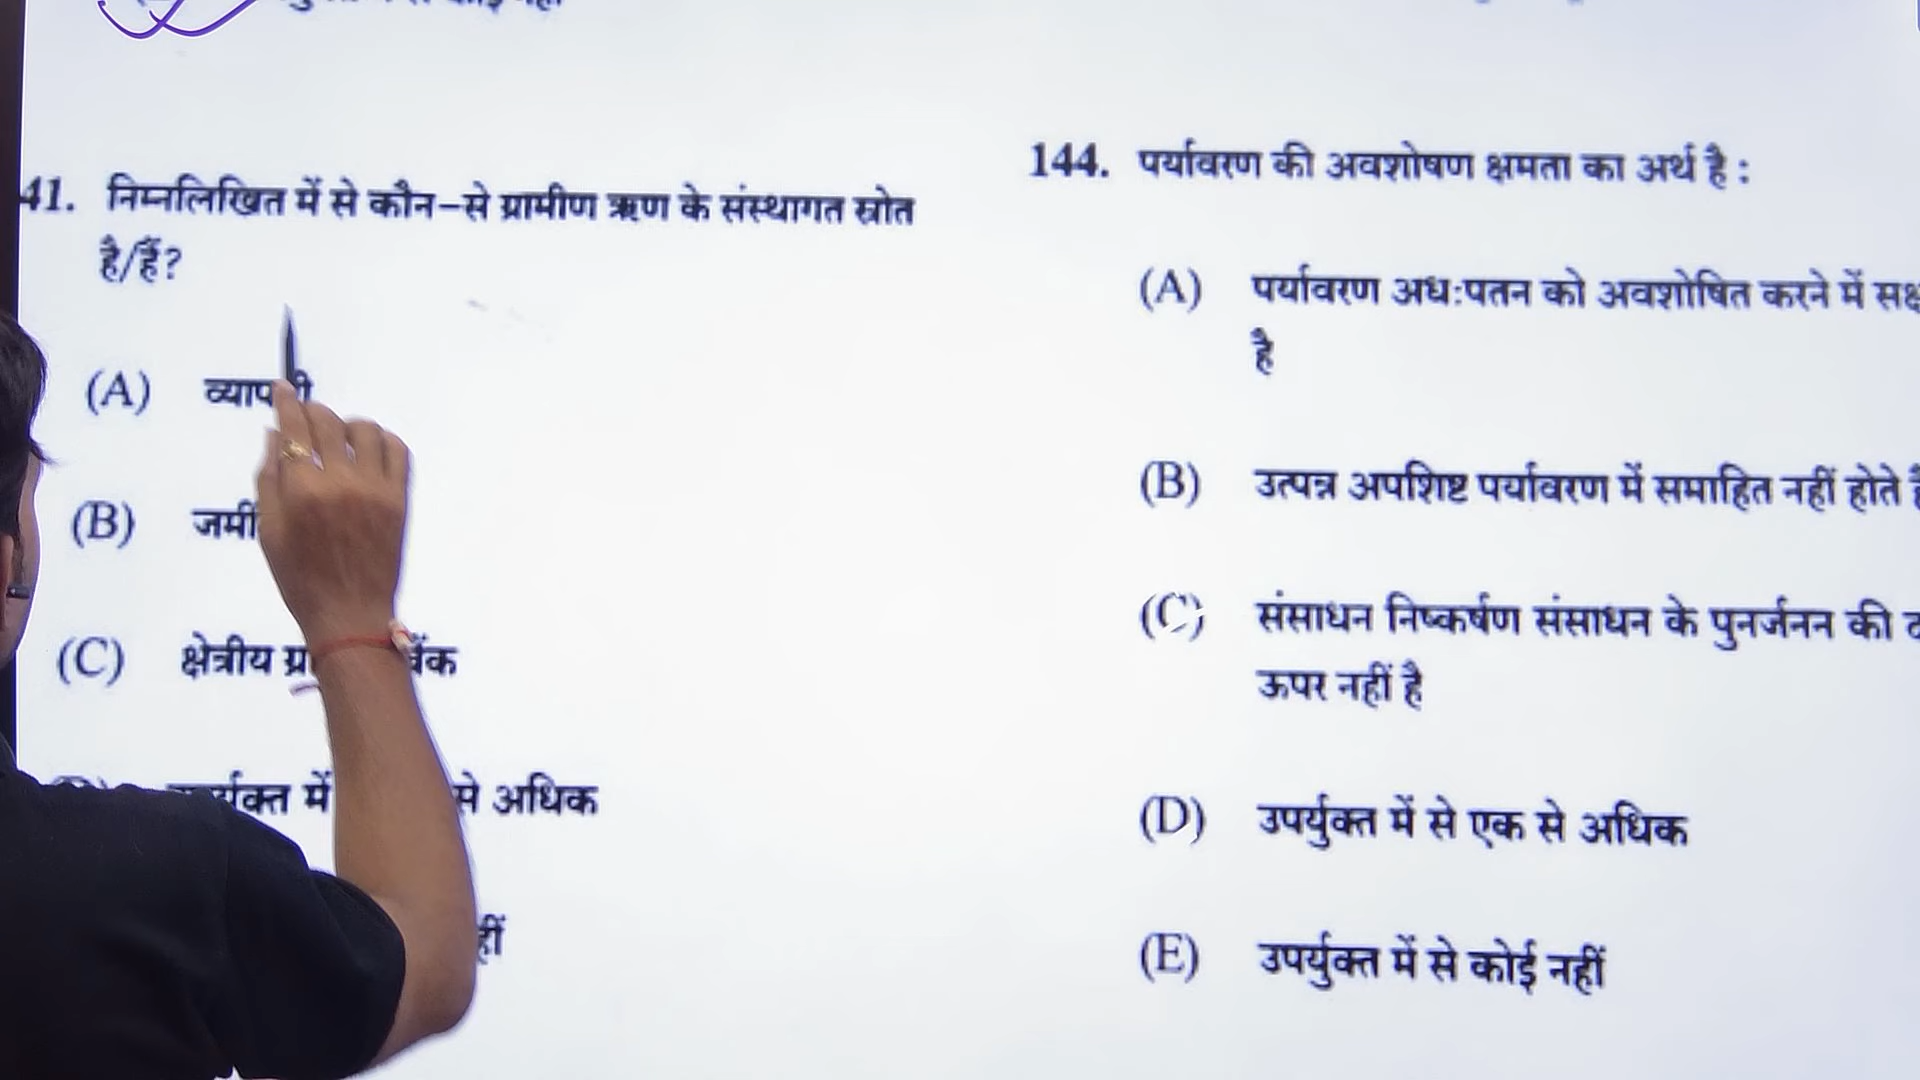 41. निम्नलिखित में से कौन-से ग्रामीण ऋण के संस्थागत स्रोत
है/हैं?
(A)
(B)
(C) क्षेत्रीय
में से अधिक
144. पर्यावरण की अवशोषण क्षमता का अर्थ है :
(A) पर्यावरण अधःपतन को अवशोषित करने में
है
(B) उत्पन्न अपशिष्ट पर्यावरण में समाहित नहीं होते
(C) संसाधन निष्कर्षण संसाधन के पुनर्जनन की
ऊपर नहीं है
(D) उपर्युक्त में से एक से अधिक
(E) उपर्युक्त में से कोई नहीं